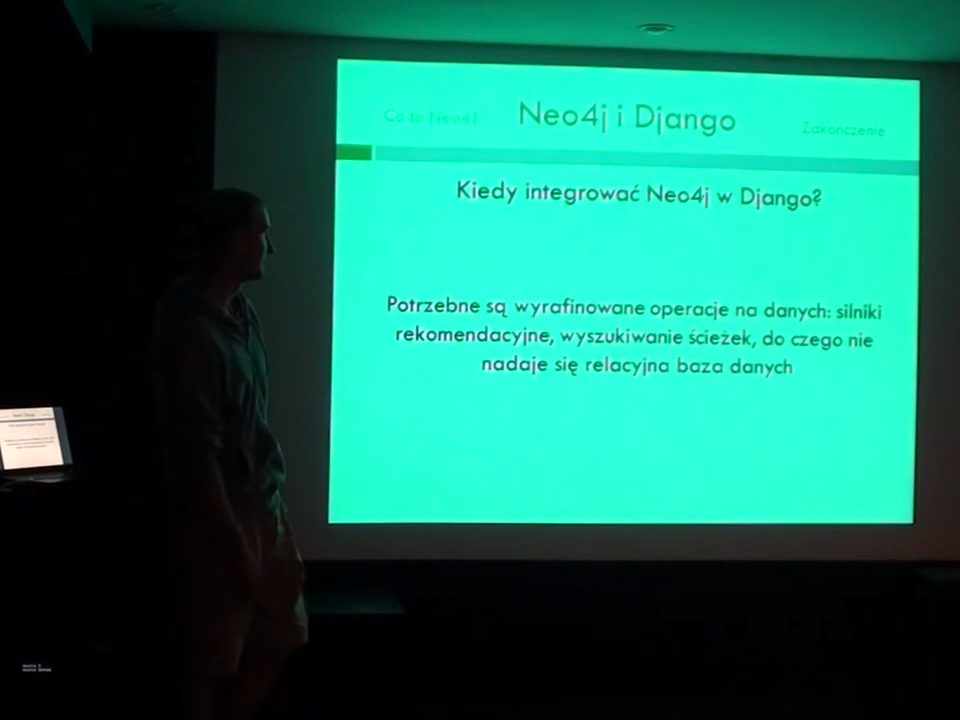 Co to Neo4J
Neo4j i Django
Zakończenie
Kiedy integrować Neo4j w Django?
Potrzebne są wyrafinowane operacje na danych: silniki
rekomendacyjne, wyszukiwanie ścieżek, do czego nie
nadaje się relacyjna baza danych